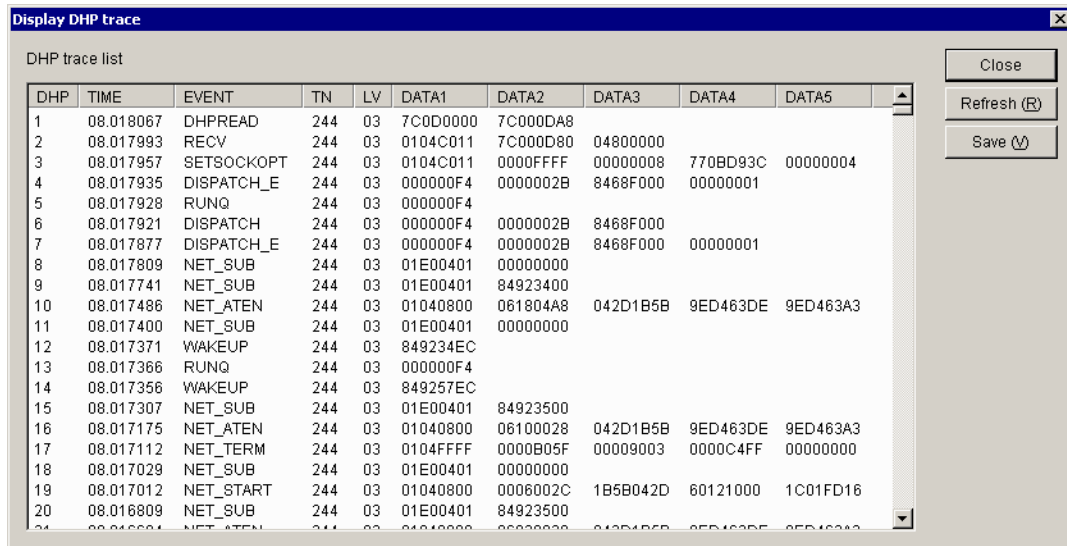 Display DHP trace
DHP trace list
Close
Refresh (R)
Save (V)
DHP TIME EVENT TN LV DATA1 DATA2 DATA3 DATA4 DATA5
1 08.018067 DHPREAD 244 03 7C0D0000 7C000DA8
2 08.017993 RECV 244 03 0104C011 7C000D80 04800000
3 08.017957 SETSOCKOPT 244 03 0104C011 0000FFFF 00000008 770BD93C 00000004
4 08.017935 DISPATCH_E 244 03 000000F4 0000002B 8468F000 00000001
5 08.017928 RUNQ 244 03 000000F4
6 08.017921 DISPATCH 244 03 000000F4 0000002B 8468F000
7 08.017877 DISPATCH_E 244 03 000000F4 0000002B 8468F000 00000001
8 08.017809 NET_SUB 244 03 01E00401 00000000
9 08.017741 NET_SUB 244 03 01E00401 84923400
10 08.017486 NET_ATEN 244 03 01040800 061804A8 042D1B5B 9ED463DE 9ED463A3
11 08.017400 NET_SUB 244 03 01E00401 00000000
12 08.017371 WAKEUP 244 03 849234EC
13 08.017366 RUNQ 244 03 000000F4
14 08.017356 WAKEUP 244 03 849257EC
15 08.017307 NET_SUB 244 03 01E00401 84923500
16 08.017175 NET_ATEN 244 03 01040800 06100028 042D1B5B 9ED463DE 9ED463A3
17 08.017112 NET_TERM 244 03 0104FFFF 0000B05F 00009003 0000C4FF 00000000
18 08.017029 NET_SUB 244 03 01E00401 00000000
19 08.017012 NET_START 244 03 01040800 0006002C 1B5B042D 60121000 1C01FD16
20 08.016809 NET_SUB 244 03 01E00401 84923500